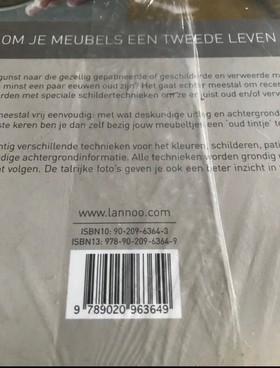 OM JE MEUBELS EEN TWEEDE LEVEN
gunst naar die gezellig gepatineerde of geschilderde en verweerde m
minst een paar eeuwen oud zijn? Het gaat echter meestal om recen
rden met speciale schildertechnieken om ze er juist oud en/of verv
meestal vrij eenvoudig: met wat deskundige uitleg en achtergrond
ste keren ben je dan zelf bezig jouw meubeltjes een 'oud tintje' t
ntig verschillende technieken voor het kleuren, schilderen, pati
dige achtergrondinformatie. Alle technieken worden grondig
t volgen. De talrijke foto's geven je ook een beter inzicht in
www.lannoo.com
ISBN10: 90-209-6364-3
ISBN13: 978-90-209-6364-9
9 789020 963649